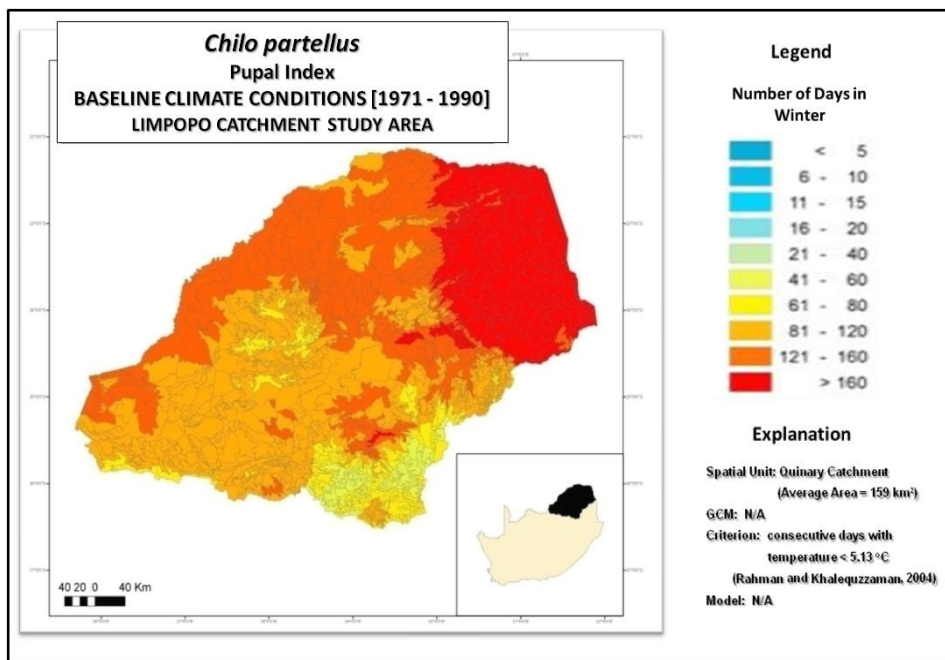 Chilo partellus
Pupal Index
BASELINE CLIMATE CONDITIONS [1971 - 1990]
LIMPOPO CATCHMENT STUDY AREA
40 20 0 40 Km
Legend
Number of Days in
Winter
< 5
6 - 10
11 - 15
16 - 20
21 - 40
41 - 60
61 - 80
81 - 120
121 - 160
> 160
Explanation
Spatial Unit: Quinary Catchment
(Average Area = 159 km²)
GCM: N/A
Criterion: consecutive days with
temperature < 5.13 °C
(Rahman and Khalequzzaman, 2004)
Model: N/A